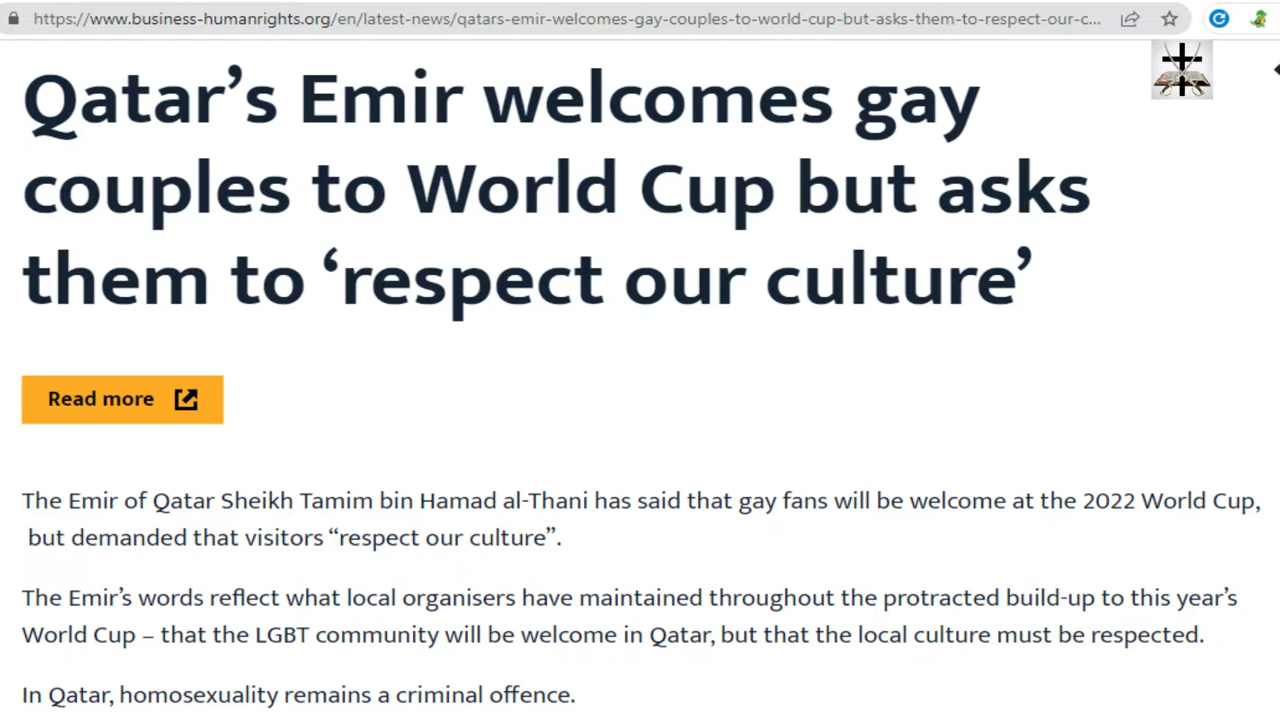 https://www.business-humanrights.org/en/latest-news/qatars-emir-welcomes-gay-couples-to-world-cup-but-asks-them-to-respect-our-c...
Qatar’s Emir welcomes gay
couples to World Cup but asks
them to ‘respect our culture’
Read more
The Emir of Qatar Sheikh Tamim bin Hamad al-Thani has said that gay fans will be welcome at the 2022 World Cup,
but demanded that visitors “respect our culture”.
The Emir’s words reflect what local organisers have maintained throughout the protracted build-up to this year’s
World Cup – that the LGBT community will be welcome in Qatar, but that the local culture must be respected.
In Qatar, homosexuality remains a criminal offence.